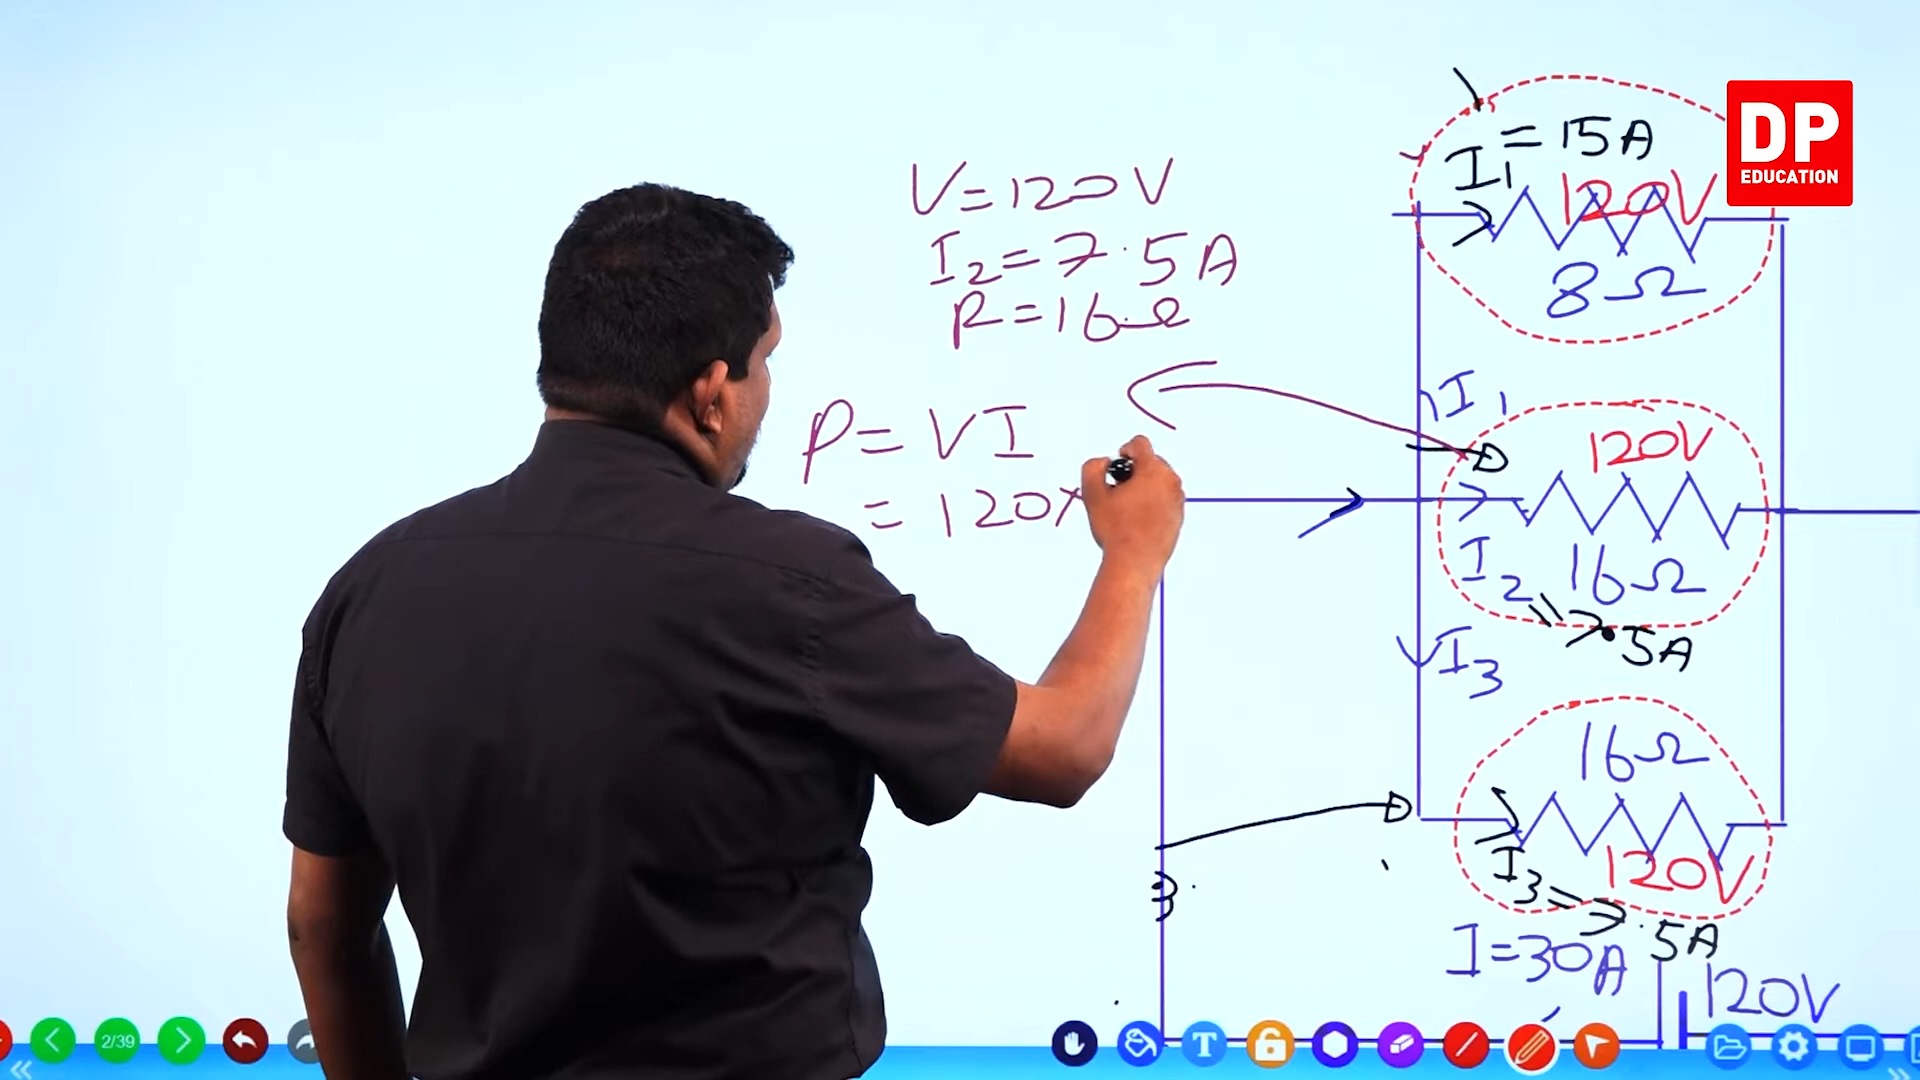 DP
EDUCATION
V=120V
I2=7.5A
R=16Ω
P=VI
=120×
I1=15A
120V
8Ω
I1
120V
I2 16Ω
=7.5A
I3
16Ω
120V
I3=7.5A
I=30A
120V
2/39
T